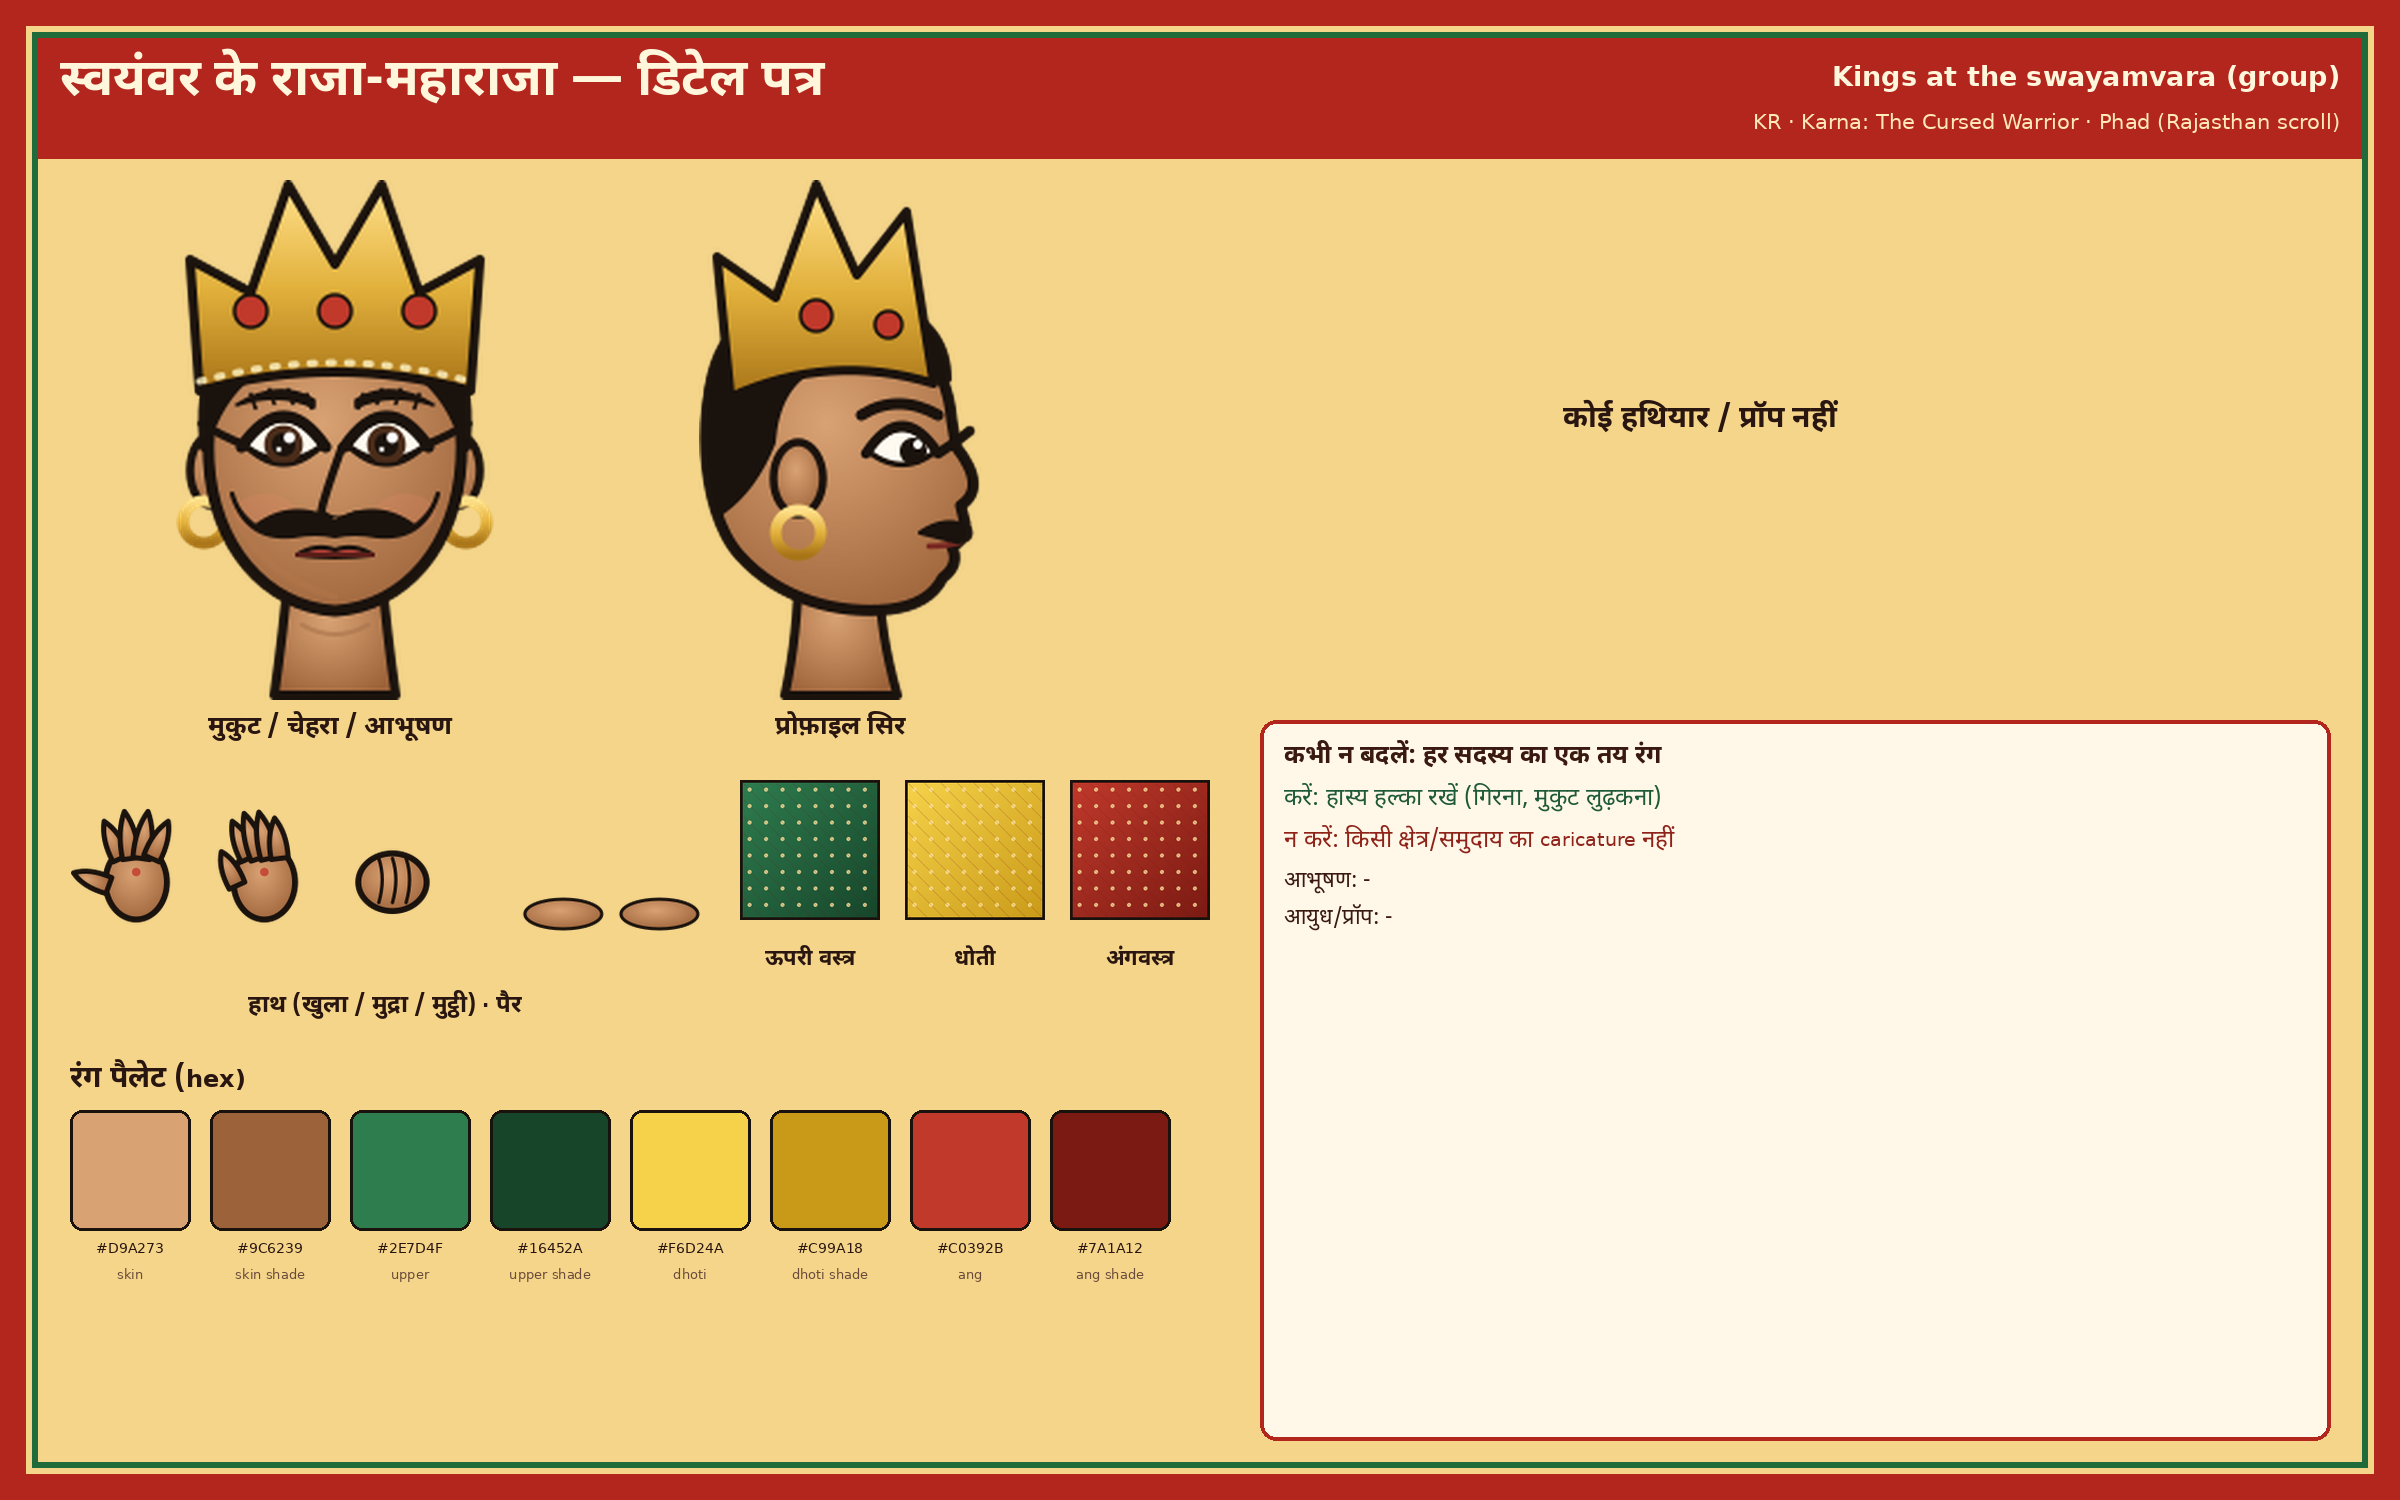 स्वयंवर के राजा-महाराजा — डिटेल पत्र
Kings at the swayamvara (group)
KR · Karna: The Cursed Warrior · Phad (Rajasthan scroll)
कोई हथियार / प्रॉप नहीं
मुकुट / चेहरा / आभूषण
प्रोफ़ाइल सिर
कभी न बदलें: हर सदस्य का एक तय रंग
करें: हास्य हल्का रखें (गिरना, मुकुट लुढ़कना)
न करें: किसी क्षेत्र/समुदाय का caricature नहीं
आभूषण: -
आयुध/प्रॉप: -
ऊपरी वस्त्र
धोती
अंगवस्त्र
हाथ (खुला / मुद्रा / मुट्ठी) · पैर
रंग पैलेट (hex)
#D9A273
#9C6239
#2E7D4F
#16452A
#F6D24A
#C99A18
#C0392B
#7A1A12
skin
skin shade
upper
upper shade
dhoti
dhoti shade
ang
ang shade